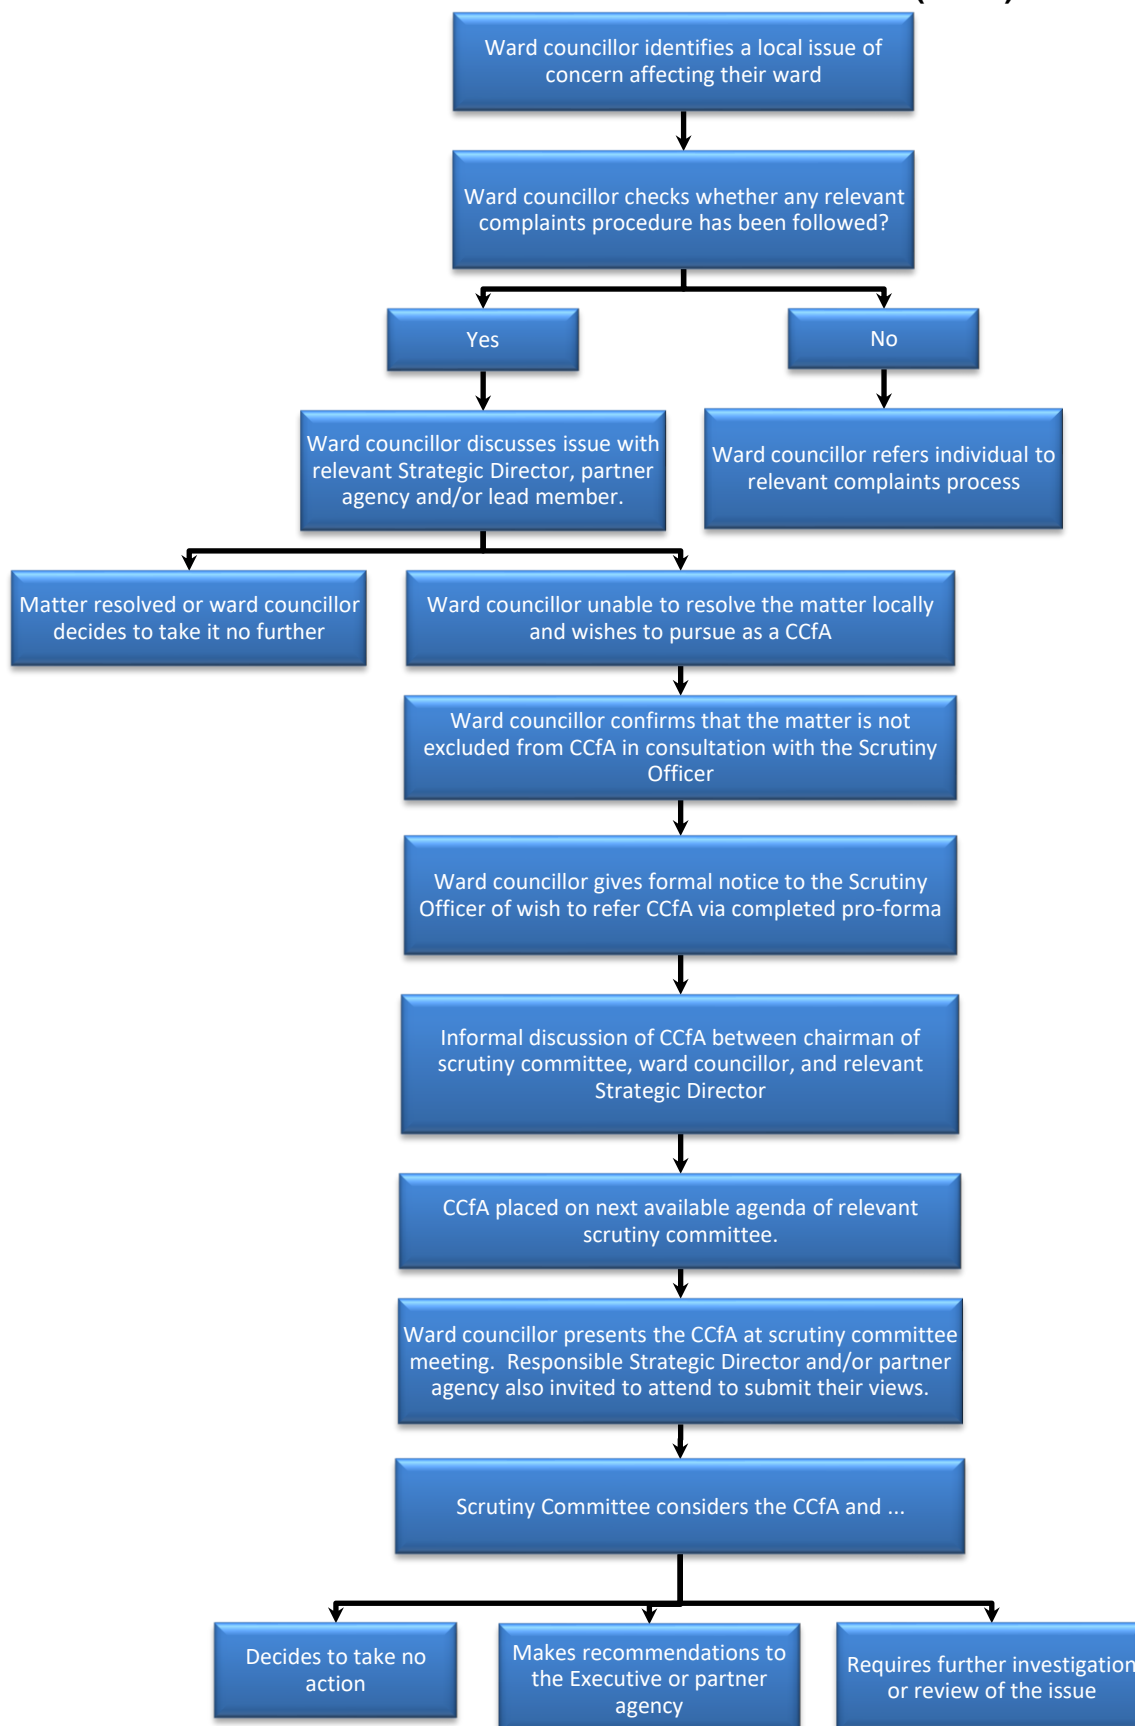 Ward councillor identifies a local issue of
concern affecting their ward
Ward councillor checks whether any relevant
complaints procedure has been followed?
Yes
No
Ward councillor discusses issue with
relevant Strategic Director, partner
agency and/or lead member.
Ward councillor refers individual to
relevant complaints process
Matter resolved or ward councillor
decides to take it no further
Ward councillor unable to resolve the matter locally
and wishes to pursue as a CCfA
Ward councillor confirms that the matter is not
excluded from CCfA in consultation with the Scrutiny
Officer
Ward councillor gives formal notice to the Scrutiny
Officer of wish to refer CCfA via completed pro-forma
Informal discussion of CCfA between chairman of
scrutiny committee, ward councillor, and relevant
Strategic Director
CCfA placed on next available agenda of relevant
scrutiny committee.
Ward councillor presents the CCfA at scrutiny committee
meeting.  Responsible Strategic Director and/or partner
agency also invited to attend to submit their views.
Scrutiny Committee considers the CCfA and ...
Decides to take no
action
Makes recommendations to
the Executive or partner
agency
Requires further investigation
or review of the issue